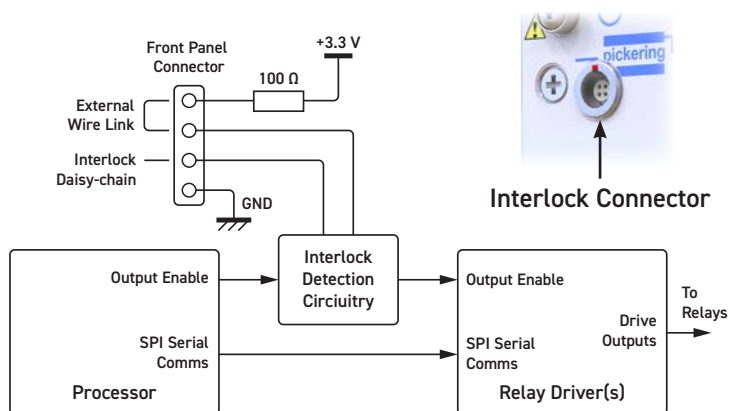 +3.3 V
Front Panel
Connector
100 Ω
pickering
External
Wire Link
Interlock
Daisy-chain
GND
Interlock Connector
Interlock
Detection
Circiuitry
Output Enable
Output Enable
To
Relays
Drive
Outputs
SPI Serial
Comms
SPI Serial
Comms
Processor
Relay Driver(s)